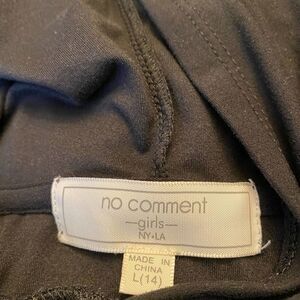 no comment
—girls—
NY•LA
MADE IN
CHINA
L(14)